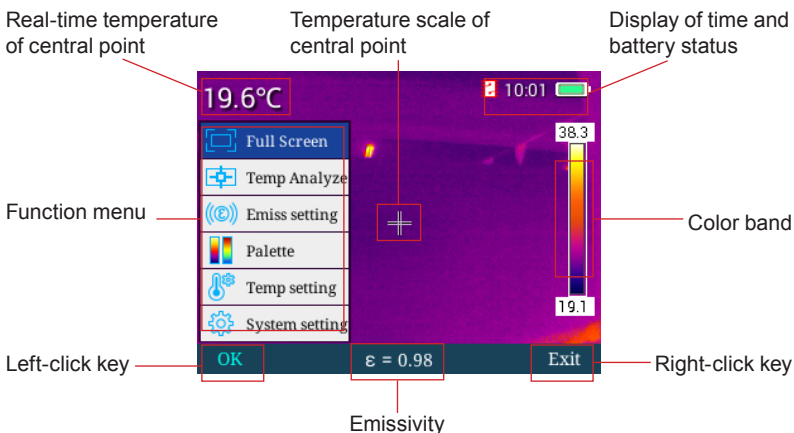 Real-time temperature
of central point
Temperature scale of
central point
Display of time and
battery status
19.6°C
10:01
38.3
Full Screen
Temp Analyze
Function menu
Emiss setting
Color band
Palette
Temp setting
19.1
System setting
Left-click key
OK
ε = 0.98
Exit
Right-click key
Emissivity